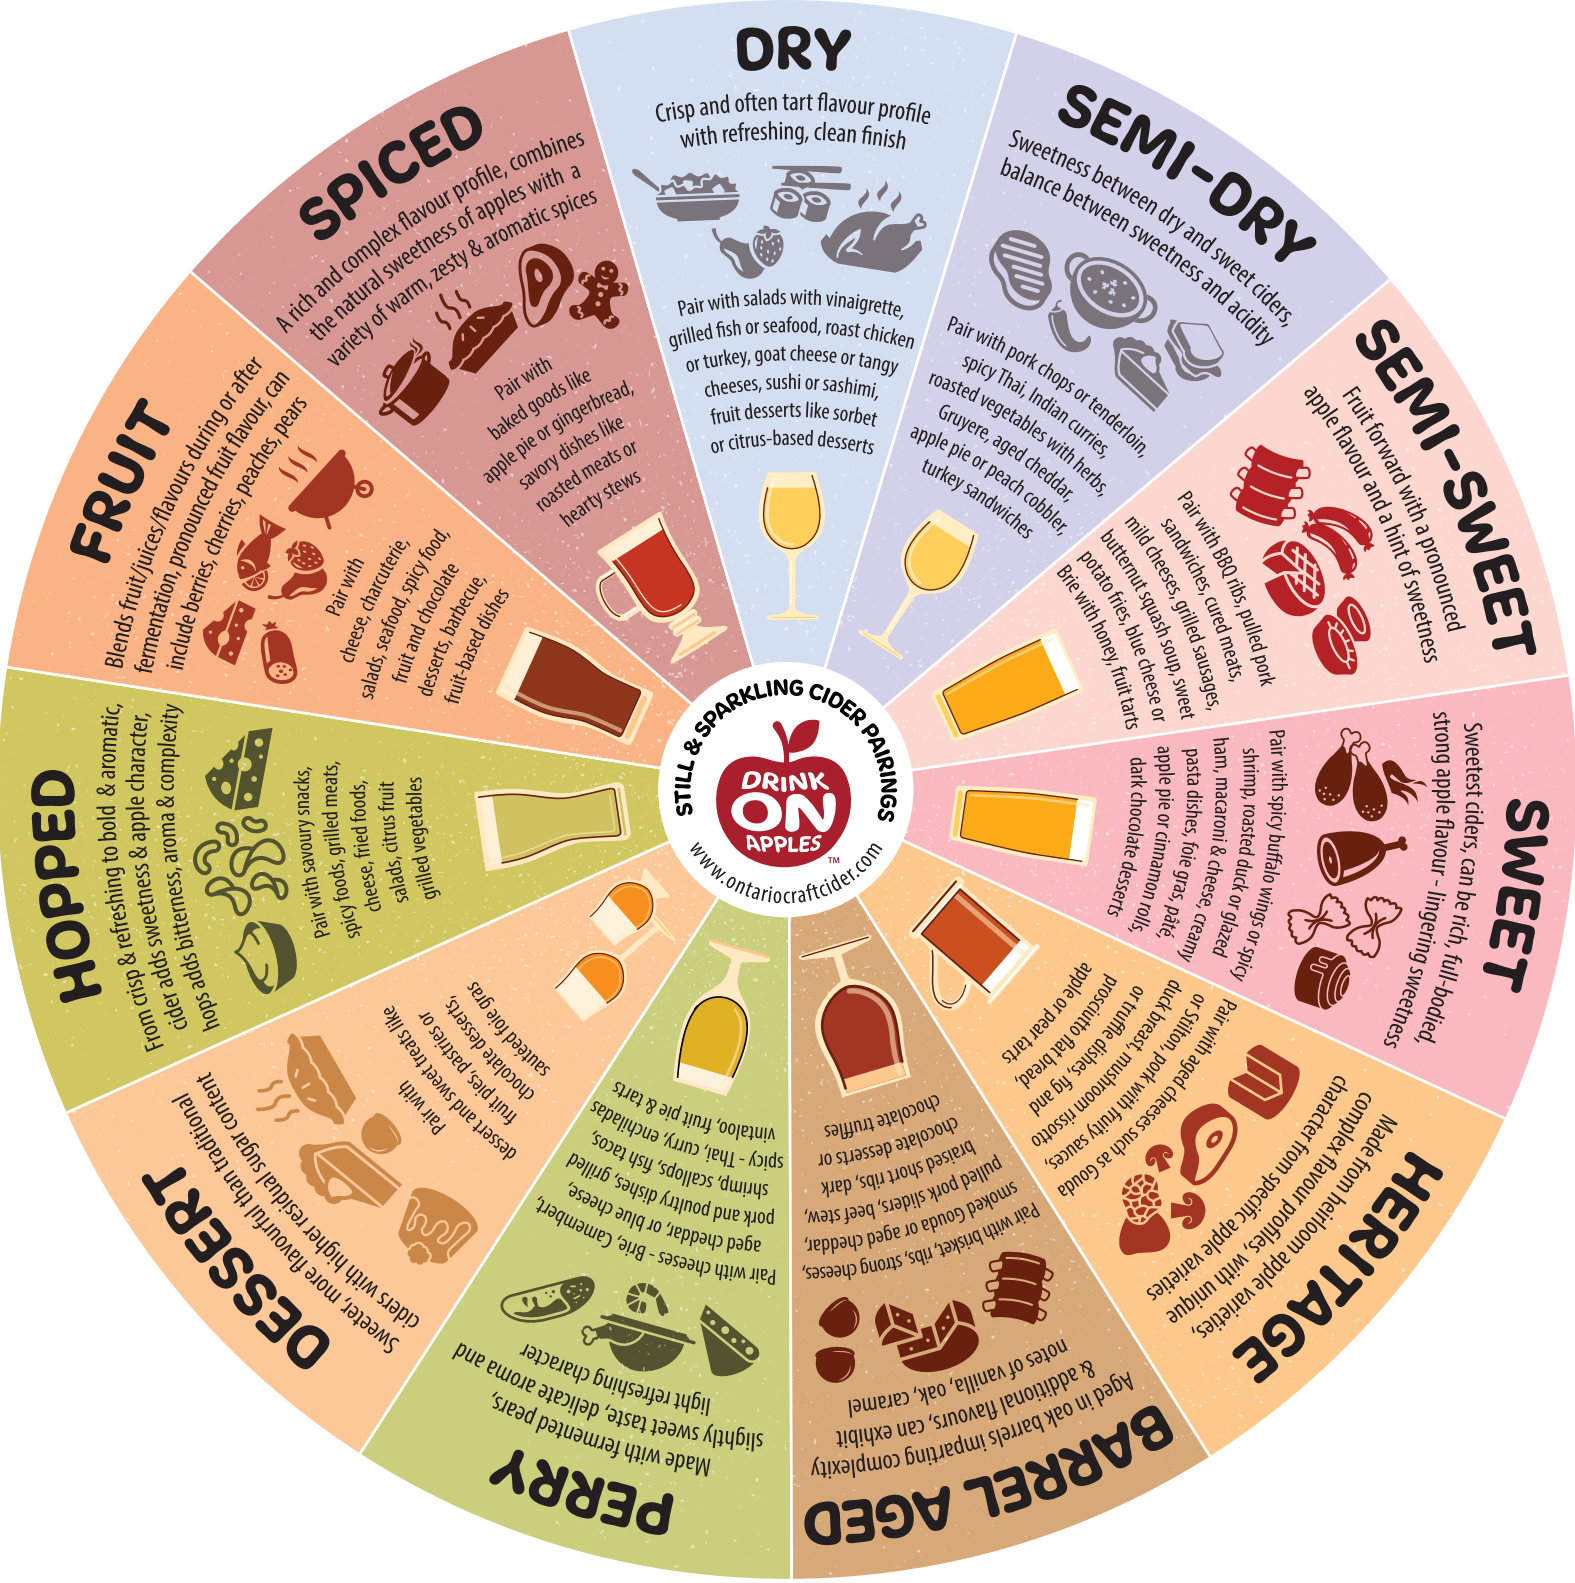 DRY
Crisp and often tart flavour profile
with refreshing, clean finish
Pair with salads with vinaigrette,
grilled fish or seafood, roast chicken
or turkey, goat cheese or tangy
cheeses, sushi or sashimi,
fruit desserts like sorbet
or citrus-based desserts
SEMI-DRY
Sweetness between dry and sweet ciders,
balance between sweetness and acidity
Pair with pork chops or tenderloin,
spicy Thai, Indian curries,
roasted vegetables with herbs,
Gruyere, aged cheddar,
apple pie or peach cobbler,
turkey sandwiches
SEMI-SWEET
Fruit forward with a pronounced
apple flavour and a hint of sweetness
Pair with BBQ ribs, pulled pork
sandwiches, cured meats,
mild cheeses, grilled sausages,
butternut squash soup, sweet
potato fries, blue cheese or
Brie with honey, fruit tarts
SWEET
Sweetest ciders, can be rich, full-bodied,
strong apple flavour - lingering sweetness
Pair with spicy buffalo wings or spicy
shrimp, roasted duck or glazed
ham, macaroni & cheese, creamy
pasta dishes, foie gras, pâté,
apple pie or cinnamon rolls,
dark chocolate desserts
HERITAGE
Made from heirloom apple varieties,
complex flavour profiles, with unique
character from specific apple varieties
Pair with aged cheeses such as Gouda
or Stilton, pork with fruity sauces,
duck breast, mushroom risotto
or truffle dishes, fig and
prosciutto flat bread,
apple or pear tarts
BARREL AGED
Aged in oak barrels imparting complexity
& additional flavours, can exhibit
notes of vanilla, oak, caramel
Pair with brisket, ribs, strong cheeses,
smoked Gouda or aged cheddar,
pulled pork sliders, beef stew,
braised short ribs, dark
chocolate desserts or
chocolate truffles
PERRY
Made with fermented pears,
slightly sweet taste, delicate aroma and
light refreshing character
Pair with cheeses - Brie, Camembert,
aged cheddar or blue cheese,
pork and poultry dishes, grilled
shrimp, scallops, fish tacos,
spicy - Thai, curry, enchiladas
vintaloo, fruit pie & tarts
DESSERT
Sweeter, more flavourful than traditional
ciders with higher residual sugar content
Pair with
dessert and sweet treats like
fruit pies, pastries or
chocolate desserts,
sauteed foie gras
HOPPED
From crisp & refreshing to bold & aromatic,
cider adds sweetness & apple character,
hops adds bitterness, aroma & complexity
Pair with savoury snacks,
spicy foods, grilled meats,
cheese, fried foods,
salads, citrus fruit
grilled vegetables
FRUIT
Blends fruit/juices/flavours during or after
fermentation, pronounced fruit flavour, can
include berries, cherries, peaches, pears
Pair with
cheese, charcuterie,
salads, seafood, spicy food,
fruit and chocolate
desserts, barbecue,
fruit-based dishes
SPICED
A rich and complex flavour profile, combines
the natural sweetness of apples with a
variety of warm, zesty & aromatic spices
Pair with
baked goods like
apple pie or gingerbread,
savory dishes like
roasted meats or
hearty stews
STILL & SPARKLING CIDER PAIRINGS
DRINK
ON
APPLES
TM
www.ontariocraftcider.com